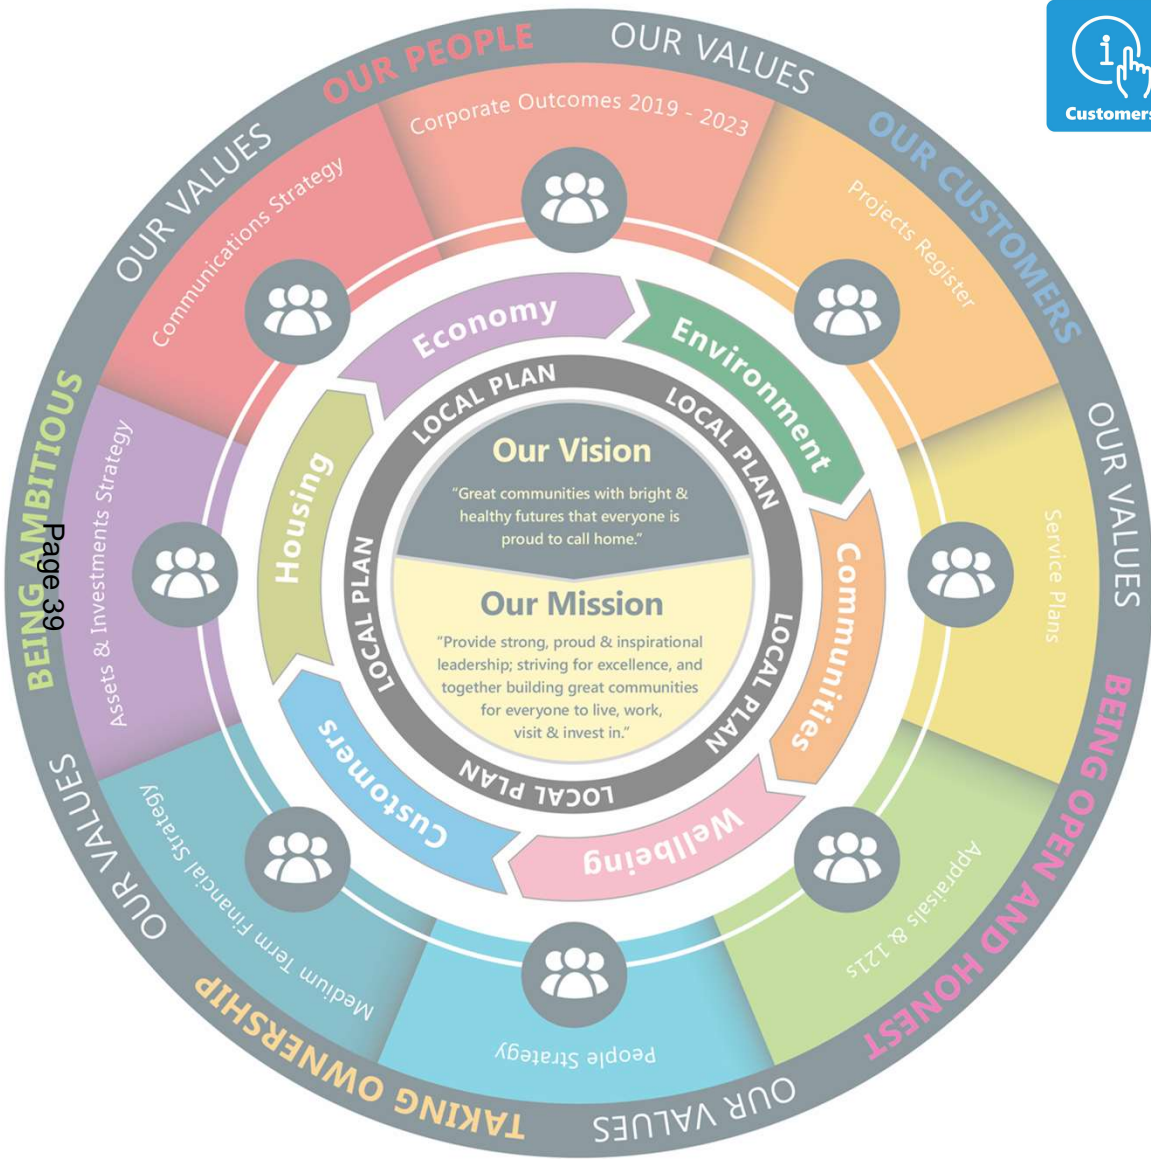 OUR PEOPLE
OUR VALUES
OUR CUSTOMERS
OUR VALUES
BEING OPEN AND HONEST
OUR VALUES
TAKING OWNERSHIP
OUR VALUES
BEING AMBITIOUS
OUR VALUES
Corporate Outcomes 2019 - 2023
Projects Register
Service Plans
Appraisals & 121s
People Strategy
Medium Term Financial Strategy
Assets & Investments Strategy
Communications Strategy
Economy
Environment
Communities
Wellbeing
Customers
Housing
LOCAL PLAN
LOCAL PLAN
LOCAL PLAN
LOCAL PLAN
LOCAL PLAN
Our Vision
“Great communities with bright &
healthy futures that everyone is
proud to call home.”
Our Mission
“Provide strong, proud & inspirational
leadership; striving for excellence, and
together building great communities
for everyone to live, work,
visit & invest in.”
Page 39
i
Customers